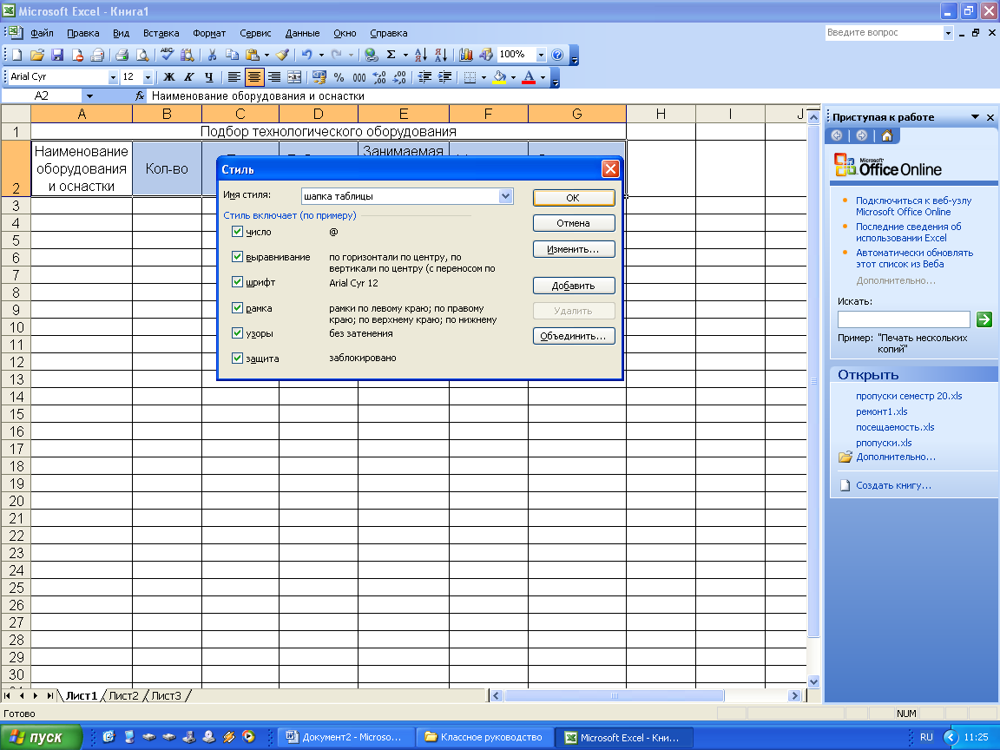 Microsoft Excel - Книга1
Файл Правка Вид Вставка Формат Сервис Данные Окно Справка
Введите вопрос
100%
Arial Cyr 12 Ж К Ч % 000
A2 fx Наименование оборудования и оснастки
A B C D E F G H I J
1 Подбор технологического оборудования
2 Наименование оборудования и оснастки
Кол-во
Занимаемая
3
4
5
6
7
8
9
10
11
12
13
14
15
16
17
18
19
20
21
22
23
24
25
26
27
28
29
30
Стиль
Имя стиля: шапка таблицы
Стиль включает (по примеру)
число @
выравнивание по горизонтали по центру, по
вертикали по центру (с переносом по
шрифт Arial Cyr 12
рамка рамки по левому краю; по правому
краю; по верхнему краю; по нижнему
узоры без затенения
защита заблокировано
ОК
Отмена
Изменить...
Добавить
Удалить
Объединить...
Приступая к работе
Microsoft
Office Online
Подключиться к веб-узлу
Microsoft Office Online
Последние сведения об
использовании Excel
Автоматически обновлять
этот список из Веба
Дополнительно...
Искать:
Пример: "Печать нескольких
копий"
Открыть
пропуски семестр 20.xls
ремонт1.xls
посещаемость.xls
рпопуски.xls
Дополнительно...
Создать книгу...
Лист1 Лист2 Лист3
Готово
NUM
пуск
Документ2 - Microso...
Классное руководство
Microsoft Excel - Кни...
RU
11:25